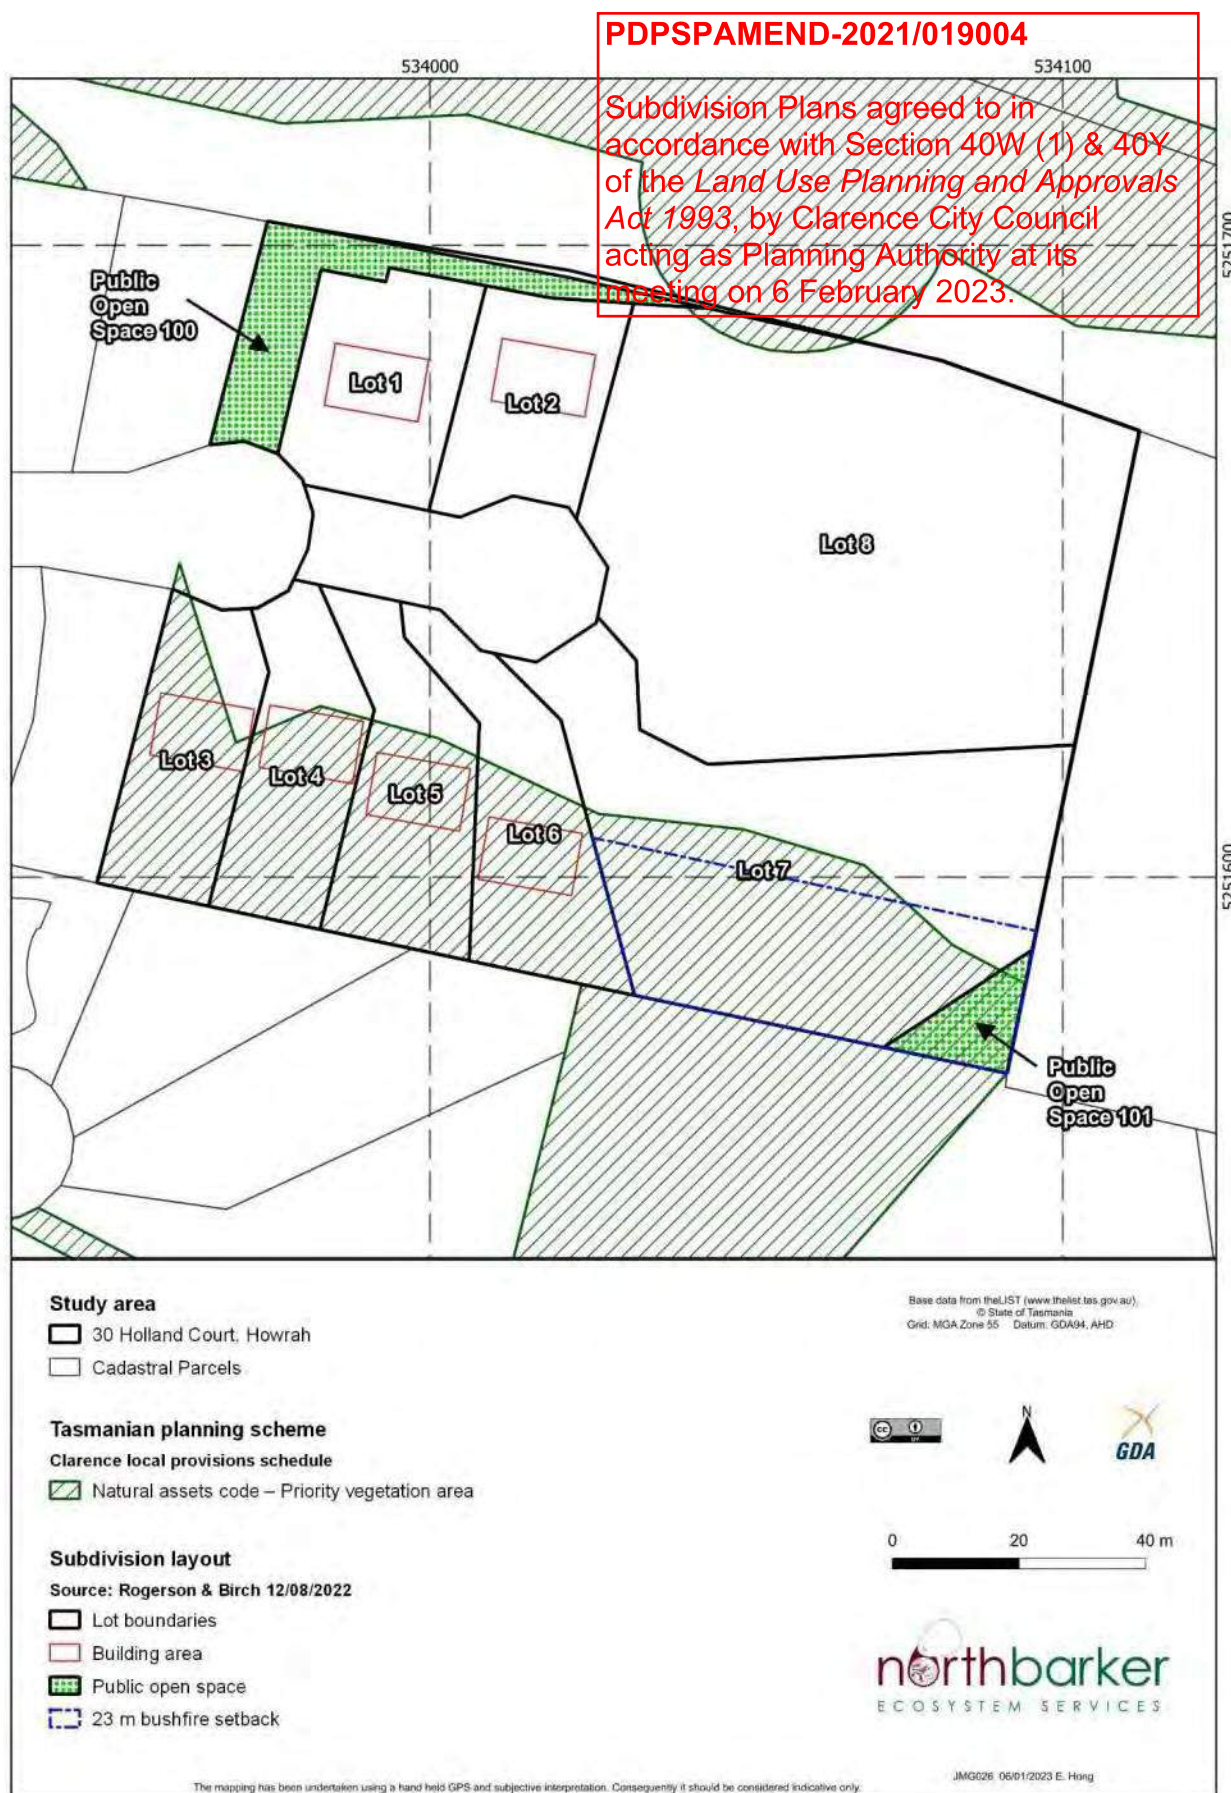 PDPSPAMEND-2021/019004
Subdivision Plans agreed to in
accordance with Section 40W (1) & 40Y
of the Land Use Planning and Approvals
Act 1993, by Clarence City Council
acting as Planning Authority at its
meeting on 6 February 2023.
534000
534100
5251700
5251600
Public
Open
Space 100
Lot 1
Lot 2
Lot 8
Lot 3
Lot 4
Lot 5
Lot 6
Lot 7
Public
Open
Space 101
Study area
30 Holland Court. Howrah
Cadastral Parcels
Tasmanian planning scheme
Clarence local provisions schedule
Natural assets code – Priority vegetation area
Subdivision layout
Source: Rogerson & Birch 12/08/2022
Lot boundaries
Building area
Public open space
23 m bushfire setback
Base data from theLIST (www.thelist.tas.gov.au),
© State of Tasmania
Grid: MGA Zone 55 Datum: GDA94, AHD
cc
BY
N
GDA
0 20 40 m
northbarker
ECOSYSTEM SERVICES
JMG026 06/01/2023 E. Hong
The mapping has been undertaken using a hand held GPS and subjective interpretation. Consequently it should be considered indicative only.